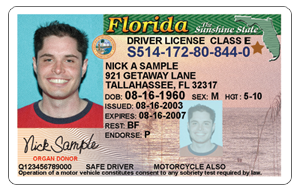 Florida The Sunshine State
DRIVER LICENSE CLASS E
S514-172-80-844-0
NICK A SAMPLE
921 GETAWAY LANE
TALLAHASSEE, FL 32317
DOB: 08-16-1960 SEX: M HGT: 5-10
ISSUED: 08-16-2003
EXPIRES: 08-16-2007
REST: BF
ENDORSE: P
Nick Sample
ORGAN DONOR
Q123456789000 SAFE DRIVER MOTORCYCLE ALSO
Operation of a motor vehicle constitutes consent to any sobriety test required by law.